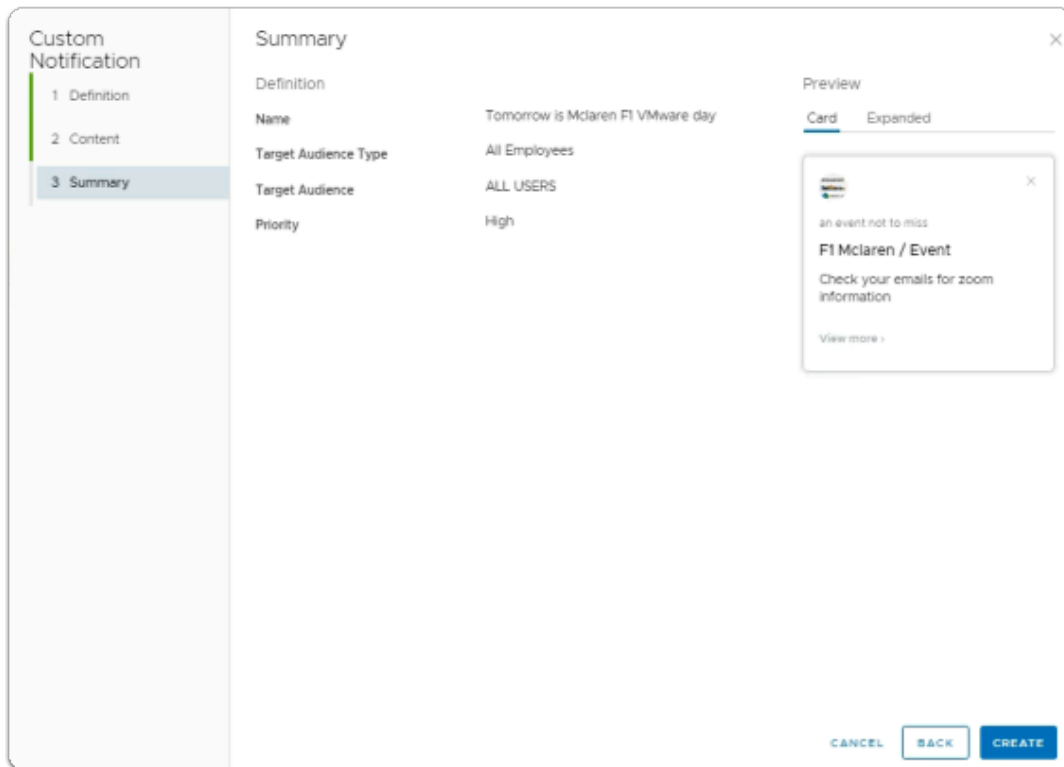 Custom
Notification
1 Definition
2 Content
3 Summary
Summary
Definition
Name
Tomorrow is Mclaren F1 VMware day
Target Audience Type
All Employees
Target Audience
ALL USERS
Priority
High
Preview
Card
Expanded
an event not to miss
F1 Mclaren / Event
Check your emails for zoom
information
View more ›
CANCEL
BACK
CREATE